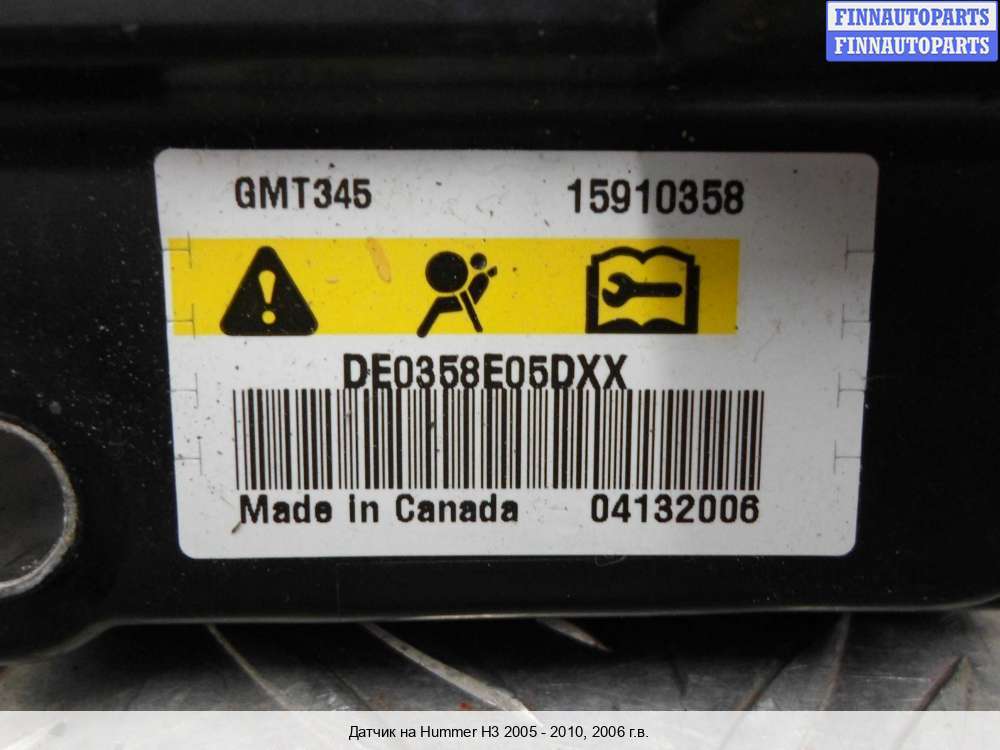 FINNAUTOPARTS
FINNAUTOPARTS
GMT345 15910358
DE0358E05DXX
Made in Canada 04132006
Датчик на Hummer H3 2005 - 2010, 2006 г.в.